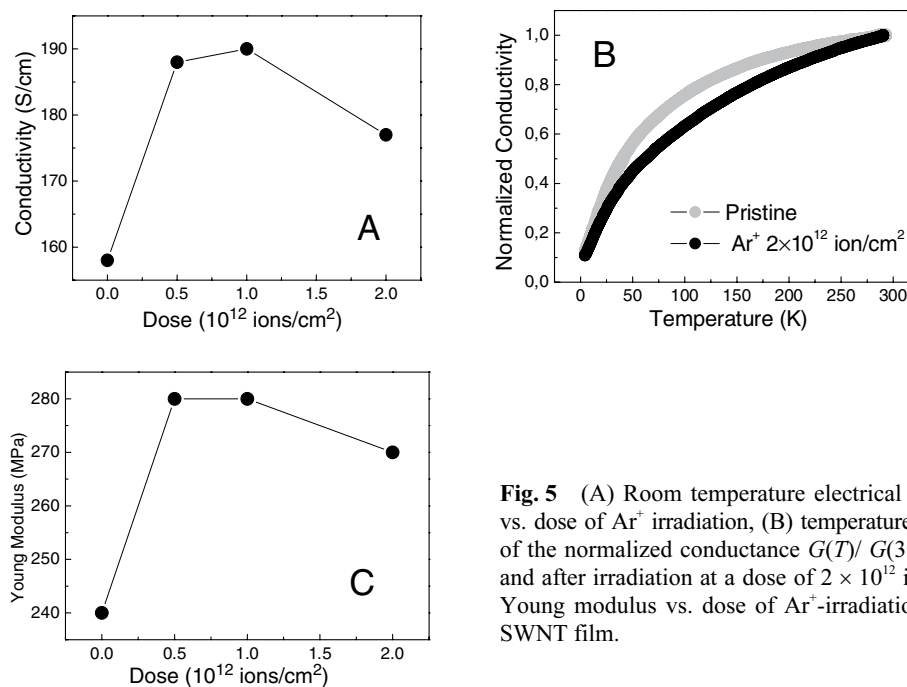 190
180
170
160
Conductivity (S/cm)
A
0.0 0.5 1.0 1.5 2.0
Dose (10¹² ions/cm²)
1,0
0,8
0,6
0,4
0,2
0,0
Normalized Conductivity
B
Pristine
Ar⁺ 2×10¹² ion/cm²
0 50 100 150 200 250 300
Temperature (K)
280
270
260
250
240
Young Modulus (MPa)
C
0.0 0.5 1.0 1.5 2.0
Dose (10¹² ions/cm²)
Fig. 5 (A) Room temperature electrical
vs. dose of Ar⁺ irradiation, (B) temperature
of the normalized conductance G(T)/ G(3
and after irradiation at a dose of 2 × 10¹² i
Young modulus vs. dose of Ar⁺-irradiatio
SWNT film.